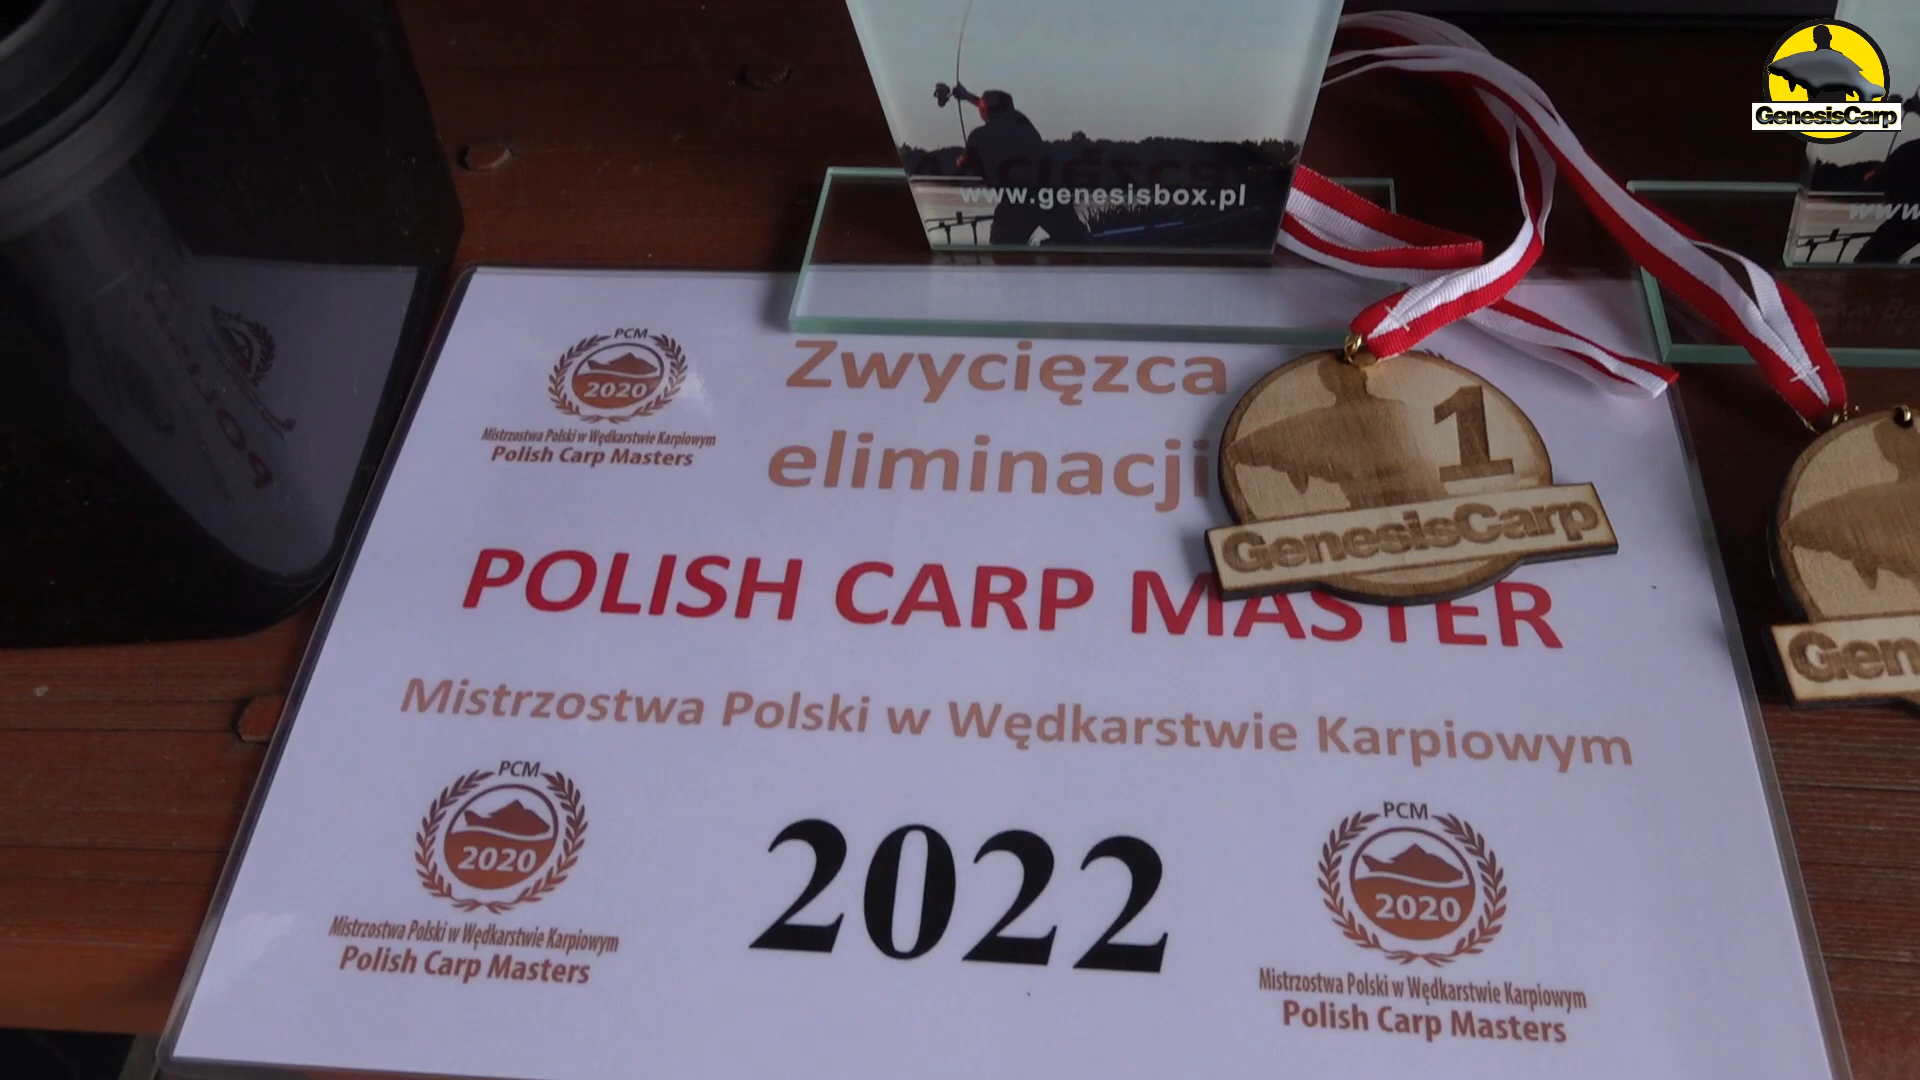 GenesisCarp
www.genesisbox.pl
PCM
2020
Mistrzostwa Polski w Wędkarstwie Karpiowym
Polish Carp Masters
Zwycięzca
eliminacji
1
GenesisCarp
POLISH CARP MASTER
Mistrzostwa Polski w Wędkarstwie Karpiowym
PCM
2020
Mistrzostwa Polski w Wędkarstwie Karpiowym
Polish Carp Masters
2022
PCM
2020
Mistrzostwa Polski w Wędkarstwie Karpiowym
Polish Carp Masters